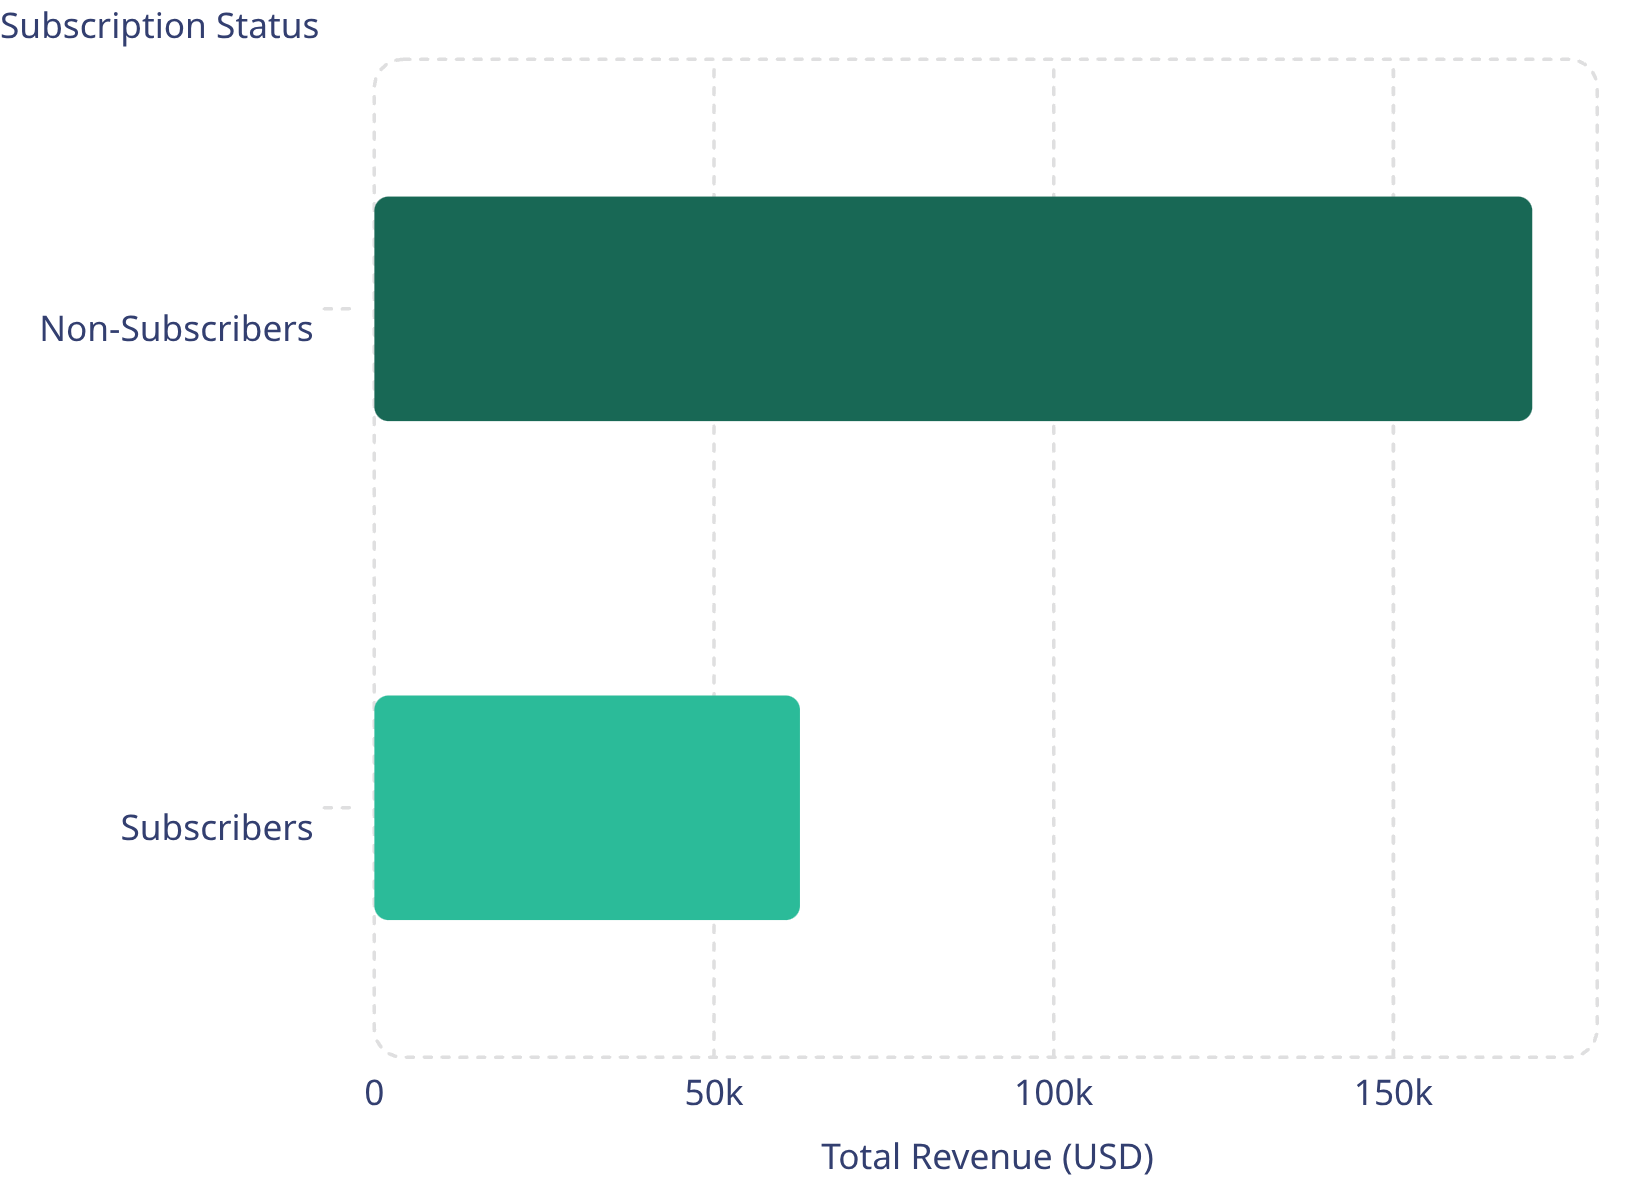 Subscription Status
Non-Subscribers
Subscribers
0 50k 100k 150k
Total Revenue (USD)